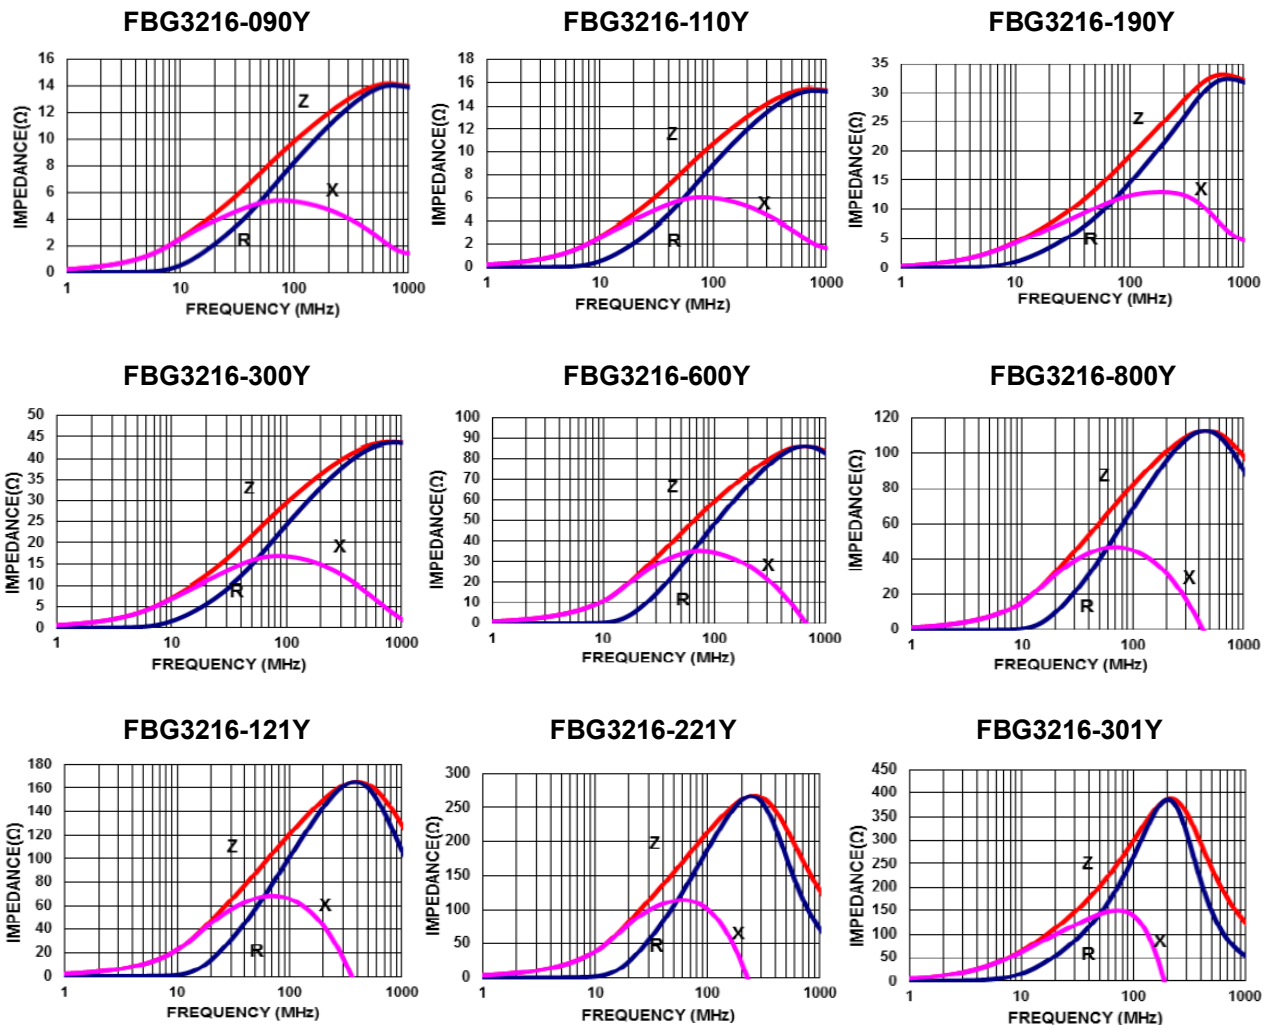 FBG3216-090Y
FBG3216-110Y
FBG3216-190Y
IMPEDANCE(Ω)
16
14
12
10
8
6
4
2
0
Z
X
R
1
10
100
1000
FREQUENCY (MHz)
IMPEDANCE(Ω)
18
16
14
12
10
8
6
4
2
0
Z
X
R
1
10
100
1000
FREQUENCY (MHz)
IMPEDANCE(Ω)
35
30
25
20
15
10
5
0
Z
X
R
1
10
100
1000
FREQUENCY (MHz)
FBG3216-300Y
FBG3216-600Y
FBG3216-800Y
IMPEDANCE(Ω)
50
45
40
35
30
25
20
15
10
5
0
Z
X
R
1
10
100
1000
FREQUENCY (MHz)
IMPEDANCE(Ω)
100
90
80
70
60
50
40
30
20
10
0
Z
X
R
1
10
100
1000
FREQUENCY (MHz)
IMPEDANCE(Ω)
120
100
80
60
40
20
0
Z
X
R
1
10
100
1000
FREQUENCY (MHz)
FBG3216-121Y
FBG3216-221Y
FBG3216-301Y
IMPEDANCE(Ω)
180
160
140
120
100
80
60
40
20
0
Z
X
R
1
10
100
1000
FREQUENCY (MHz)
IMPEDANCE(Ω)
300
250
200
150
100
50
0
Z
X
R
1
10
100
1000
FREQUENCY (MHz)
IMPEDANCE(Ω)
450
400
350
300
250
200
150
100
50
0
Z
X
R
1
10
100
1000
FREQUENCY (MHz)